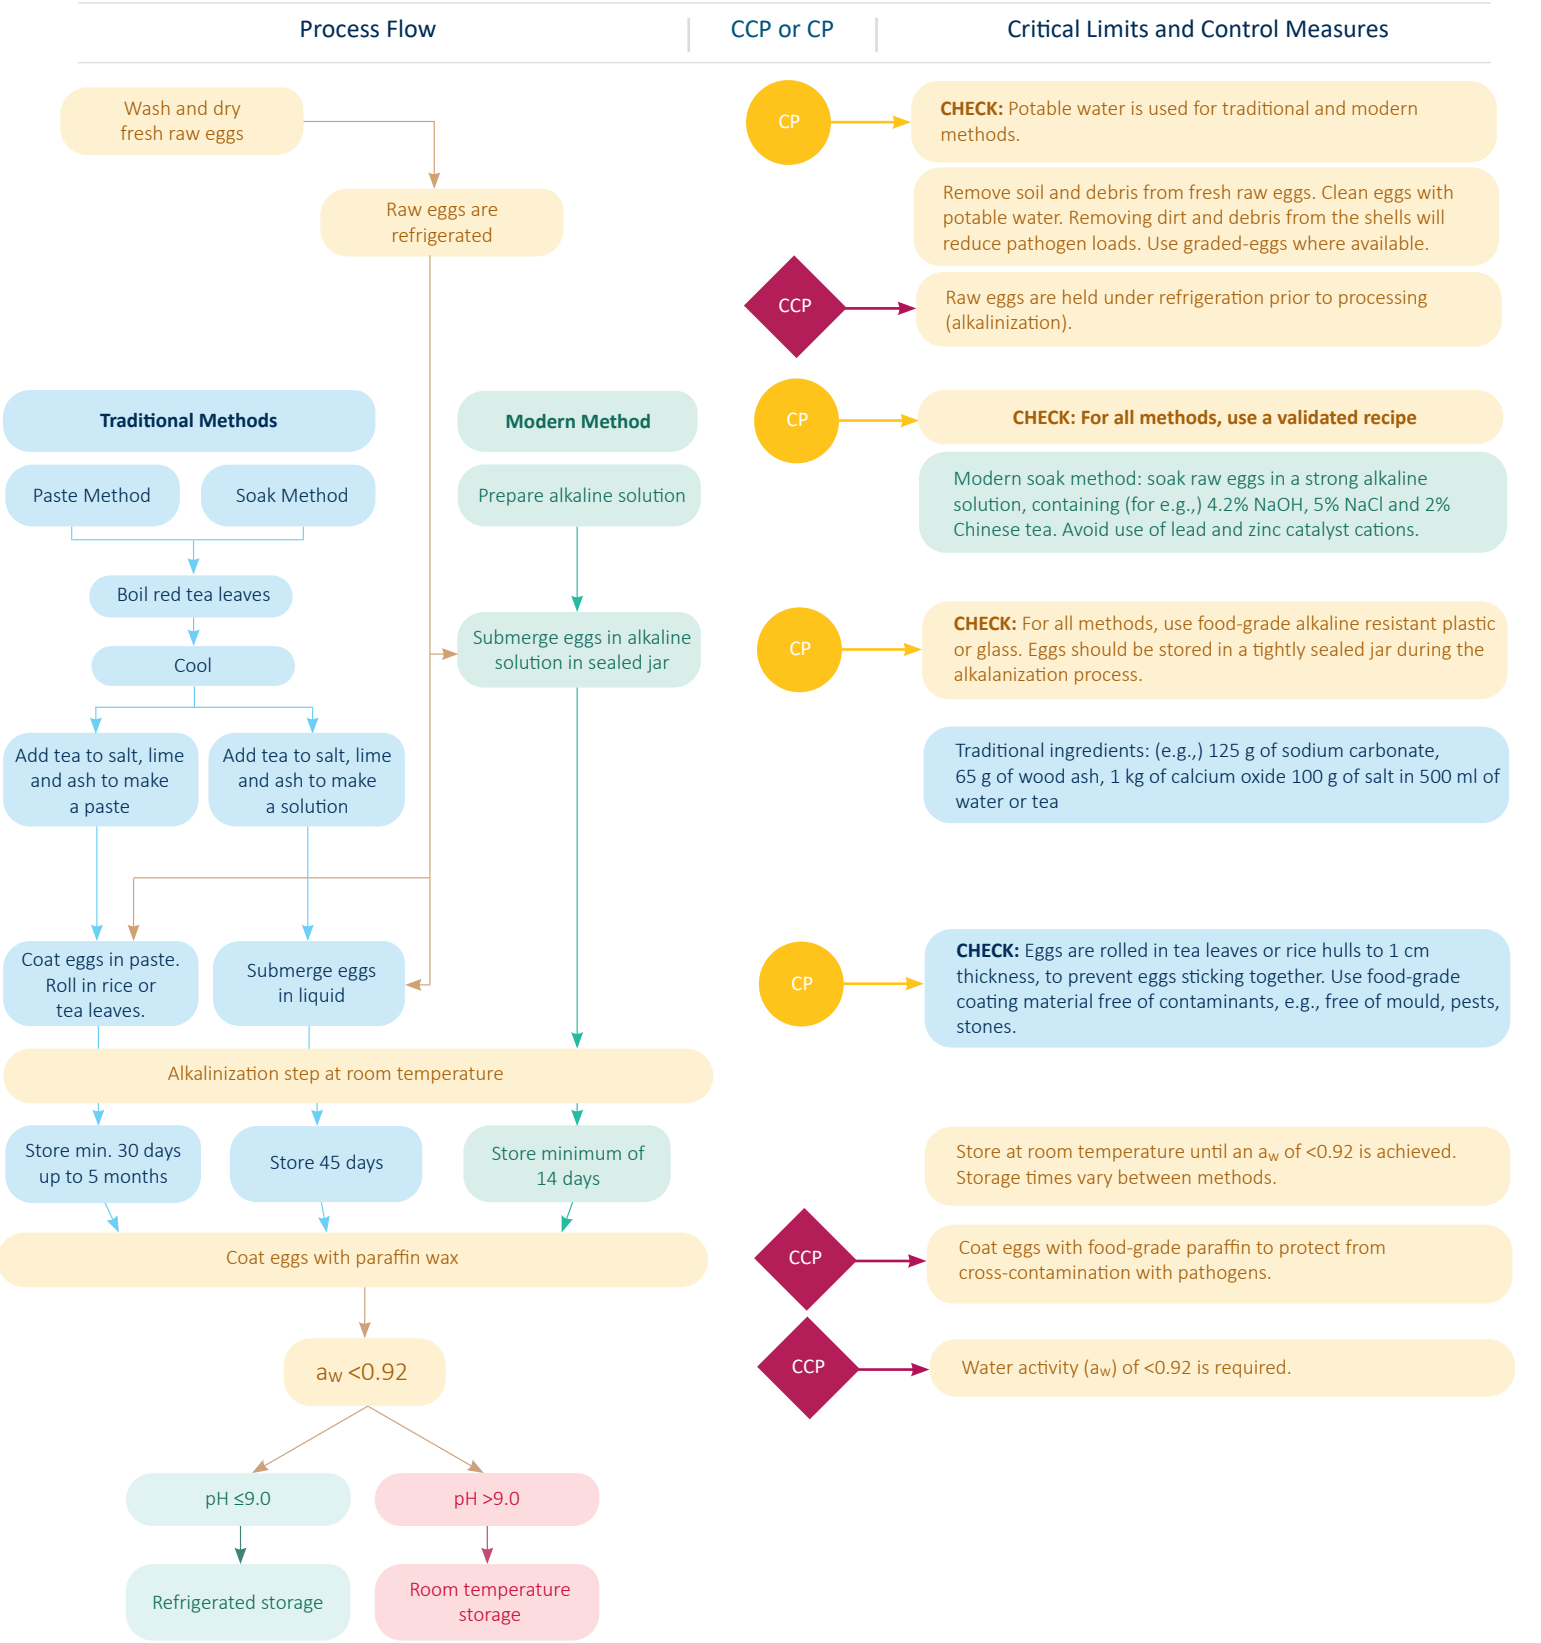 Process Flow
CCP or CP
Critical Limits and Control Measures
Wash and dry
fresh raw eggs
Raw eggs are
refrigerated
CP
CHECK: Potable water is used for traditional and modern
methods.
Remove soil and debris from fresh raw eggs. Clean eggs with
potable water. Removing dirt and debris from the shells will
reduce pathogen loads. Use graded-eggs where available.
CCP
Raw eggs are held under refrigeration prior to processing
(alkalinization).
Traditional Methods
Modern Method
CP
CHECK: For all methods, use a validated recipe
Paste Method
Soak Method
Prepare alkaline solution
Modern soak method: soak raw eggs in a strong alkaline
solution, containing (for e.g.,) 4.2% NaOH, 5% NaCl and 2%
Chinese tea. Avoid use of lead and zinc catalyst cations.
Boil red tea leaves
Cool
Submerge eggs in alkaline
solution in sealed jar
CP
CHECK: For all methods, use food-grade alkaline resistant plastic
or glass. Eggs should be stored in a tightly sealed jar during the
alkalanization process.
Add tea to salt, lime
and ash to make
a paste
Add tea to salt, lime
and ash to make
a solution
Traditional ingredients: (e.g.,) 125 g of sodium carbonate,
65 g of wood ash, 1 kg of calcium oxide 100 g of salt in 500 ml of
water or tea
Coat eggs in paste.
Roll in rice or
tea leaves.
Submerge eggs
in liquid
CP
CHECK: Eggs are rolled in tea leaves or rice hulls to 1 cm
thickness, to prevent eggs sticking together. Use food-grade
coating material free of contaminants, e.g., free of mould, pests,
stones.
Alkalinization step at room temperature
Store min. 30 days
up to 5 months
Store 45 days
Store minimum of
14 days
Store at room temperature until an aw of <0.92 is achieved.
Storage times vary between methods.
Coat eggs with paraffin wax
CCP
Coat eggs with food-grade paraffin to protect from
cross-contamination with pathogens.
aw <0.92
CCP
Water activity (aw) of <0.92 is required.
pH ≤9.0
pH >9.0
Refrigerated storage
Room temperature
storage